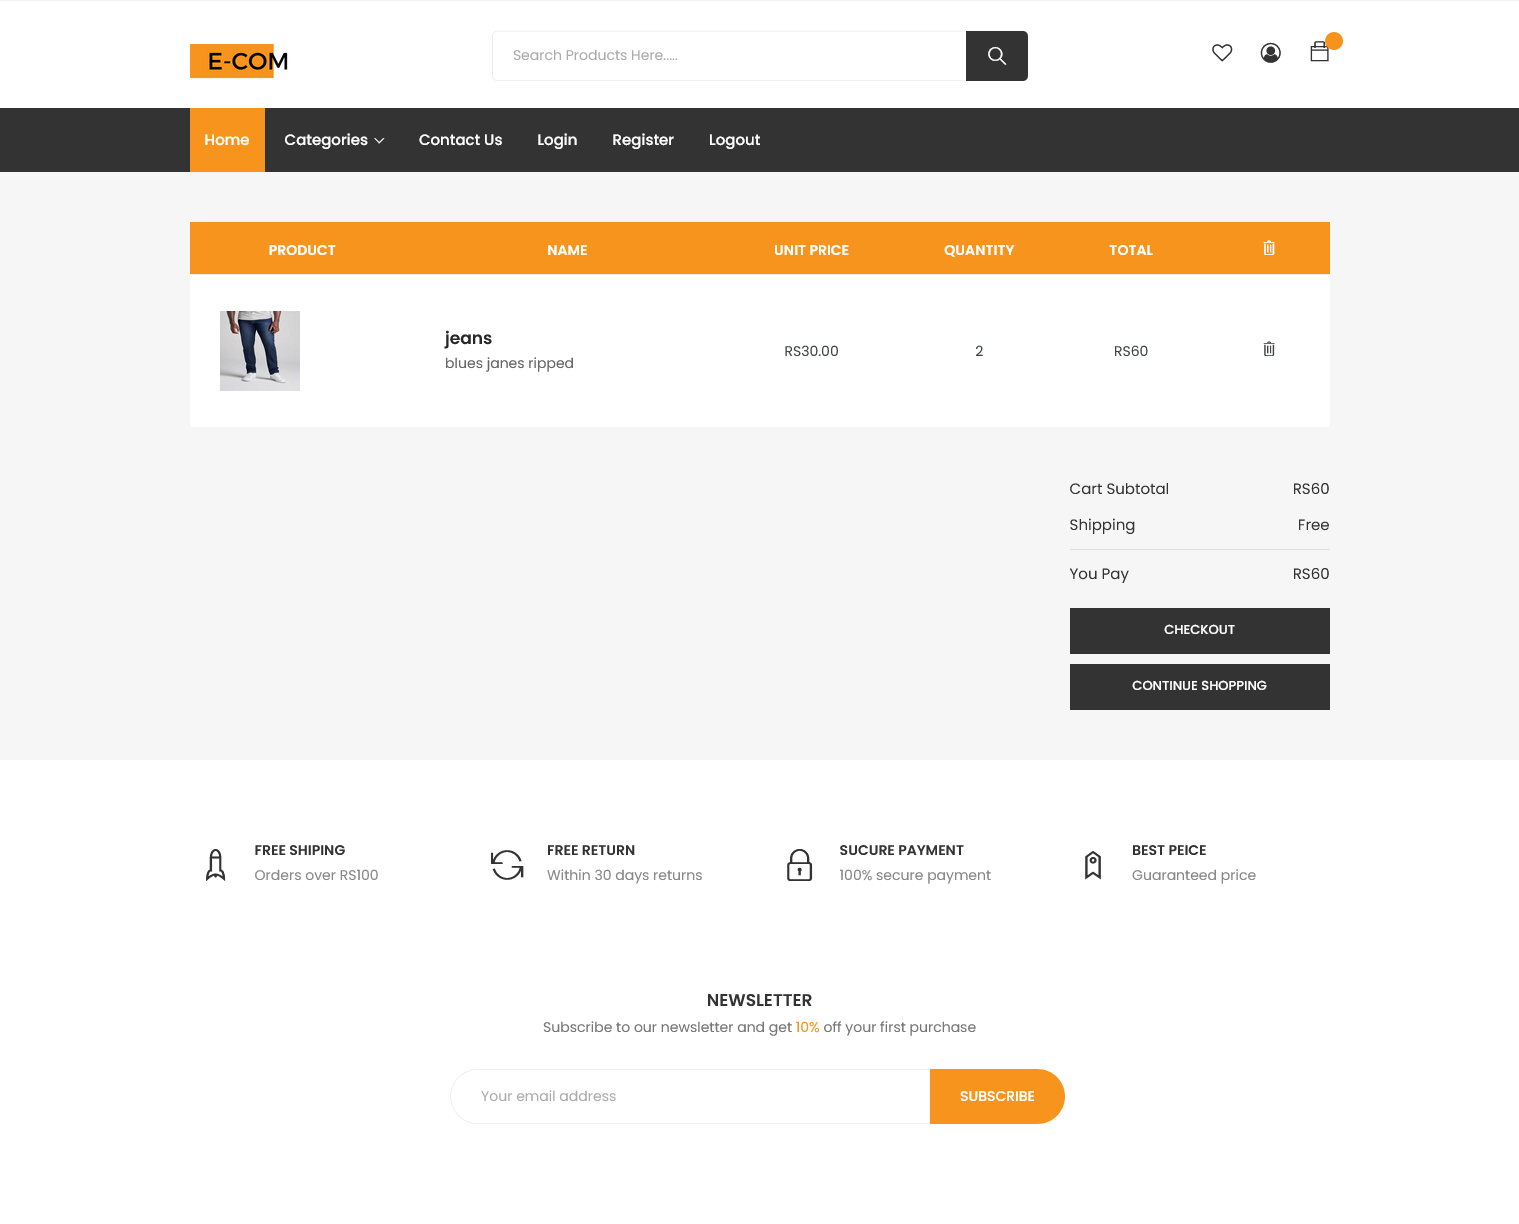 E-COM
Search Products Here.....
Home Categories Contact Us Login Register Logout
PRODUCT NAME UNIT PRICE QUANTITY TOTAL
jeans
blues janes ripped
RS30.00 2 RS60
Cart Subtotal RS60
Shipping Free
You Pay RS60
CHECKOUT
CONTINUE SHOPPING
FREE SHIPING
Orders over RS100
FREE RETURN
Within 30 days returns
SUCURE PAYMENT
100% secure payment
BEST PEICE
Guaranteed price
NEWSLETTER
Subscribe to our newsletter and get 10% off your first purchase
Your email address
SUBSCRIBE